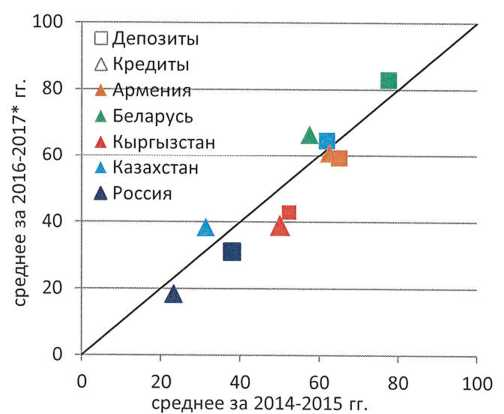 среднее за 2016-2017* гг.
100
80
60
40
20
0
Депозиты
Кредиты
Армения
Беларусь
Кыргызстан
Казахстан
Россия
0 20 40 60 80 100
среднее за 2014-2015 гг.